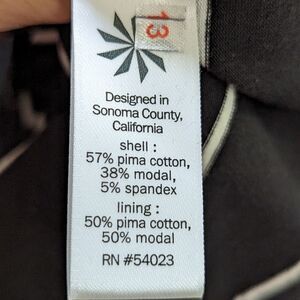 13
Designed in
Sonoma County,
California
shell :
57% pima cotton,
38% modal,
5% spandex
lining :
50% pima cotton,
50% modal
RN #54023